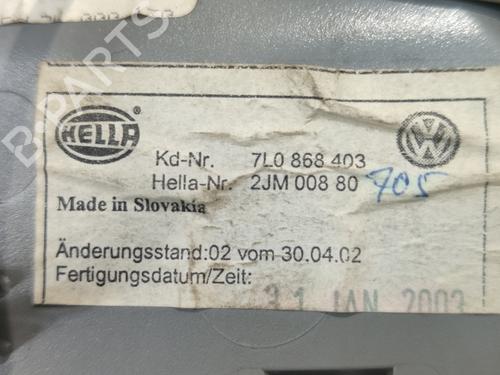 HELLA
Kd-Nr. 7L0 868 403
Hella-Nr. 2JM 008 80 705
Made in Slovakia
Änderungsstand:02 vom 30.04.02
Fertigungsdatum/Zeit:
31 JAN 2003
B-PARTS